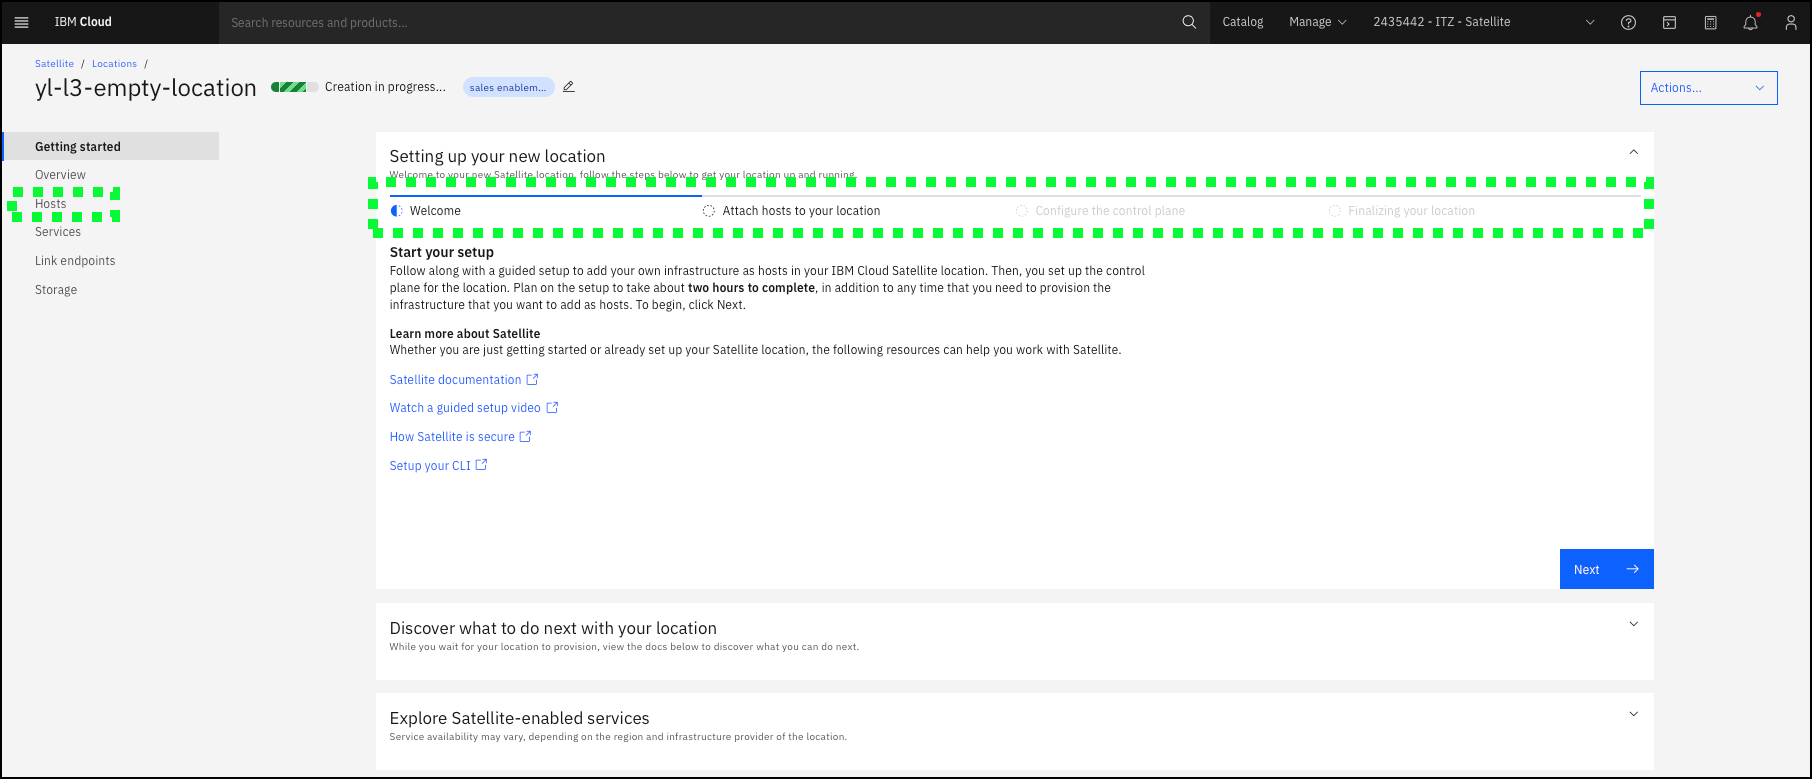 IBM Cloud
Search resources and products...
Catalog
Manage
2435442 - ITZ - Satellite
Satellite / Locations /
yl-l3-empty-location
Creation in progress...
sales enablem...
Actions...
Getting started
Overview
Hosts
Services
Link endpoints
Storage
Setting up your new location
Welcome to your new Satellite location, follow the steps below to get your location up and running.
Welcome
Attach hosts to your location
Configure the control plane
Finalizing your location
Start your setup
Follow along with a guided setup to add your own infrastructure as hosts in your IBM Cloud Satellite location. Then, you set up the control
plane for the location. Plan on the setup to take about two hours to complete, in addition to any time that you need to provision the
infrastructure that you want to add as hosts. To begin, click Next.
Learn more about Satellite
Whether you are just getting started or already set up your Satellite location, the following resources can help you work with Satellite.
Satellite documentation
Watch a guided setup video
How Satellite is secure
Setup your CLI
Next
Discover what to do next with your location
While you wait for your location to provision, view the docs below to discover what you can do next.
Explore Satellite-enabled services
Service availability may vary, depending on the region and infrastructure provider of the location.